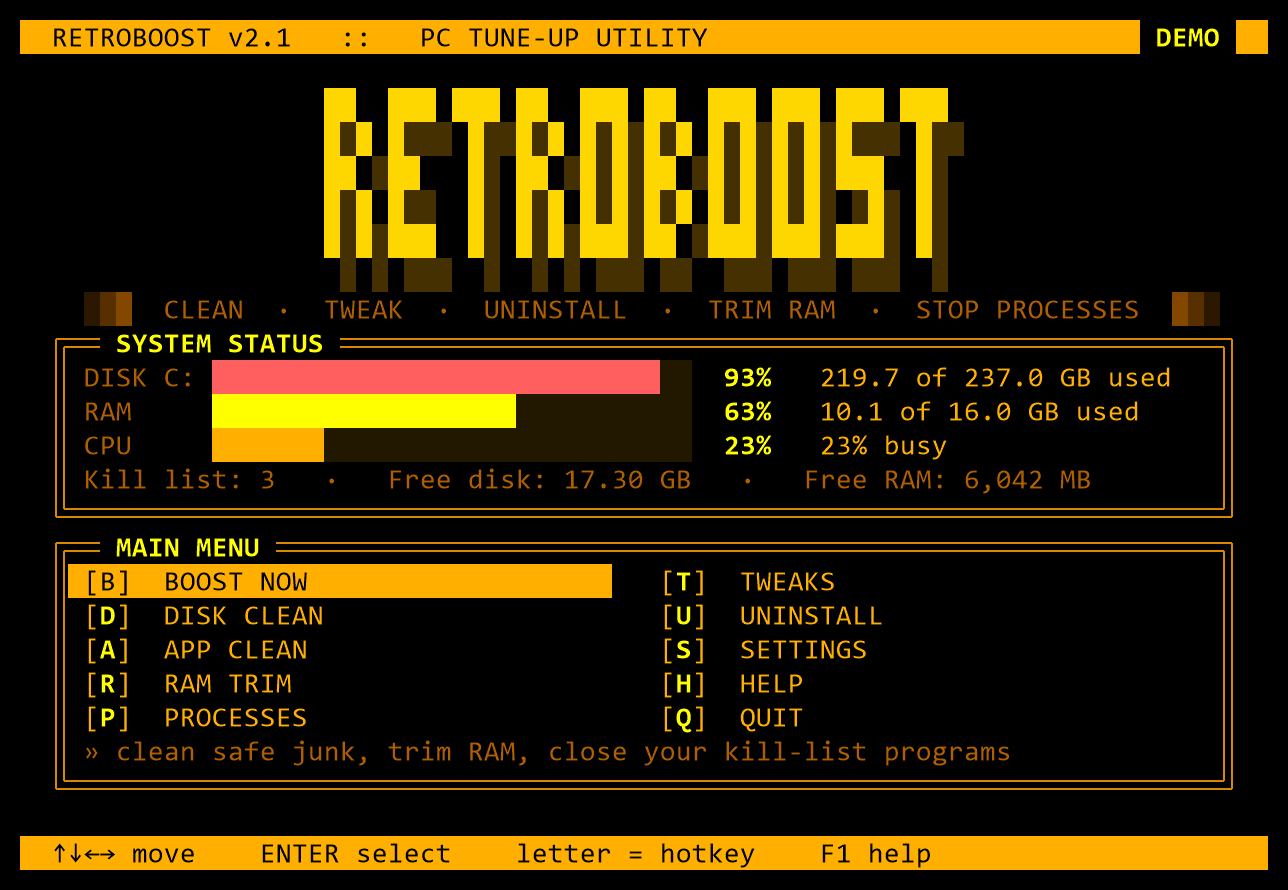 RETROBOOST v2.1 :: PC TUNE-UP UTILITY DEMO
RETROBOOST
CLEAN · TWEAK · UNINSTALL · TRIM RAM · STOP PROCESSES
SYSTEM STATUS
DISK C: 93% 219.7 of 237.0 GB used
RAM 63% 10.1 of 16.0 GB used
CPU 23% 23% busy
Kill list: 3 · Free disk: 17.30 GB · Free RAM: 6,042 MB
MAIN MENU
[B] BOOST NOW [T] TWEAKS
[D] DISK CLEAN [U] UNINSTALL
[A] APP CLEAN [S] SETTINGS
[R] RAM TRIM [H] HELP
[P] PROCESSES [Q] QUIT
» clean safe junk, trim RAM, close your kill-list programs
↑↓←→ move ENTER select letter = hotkey F1 help